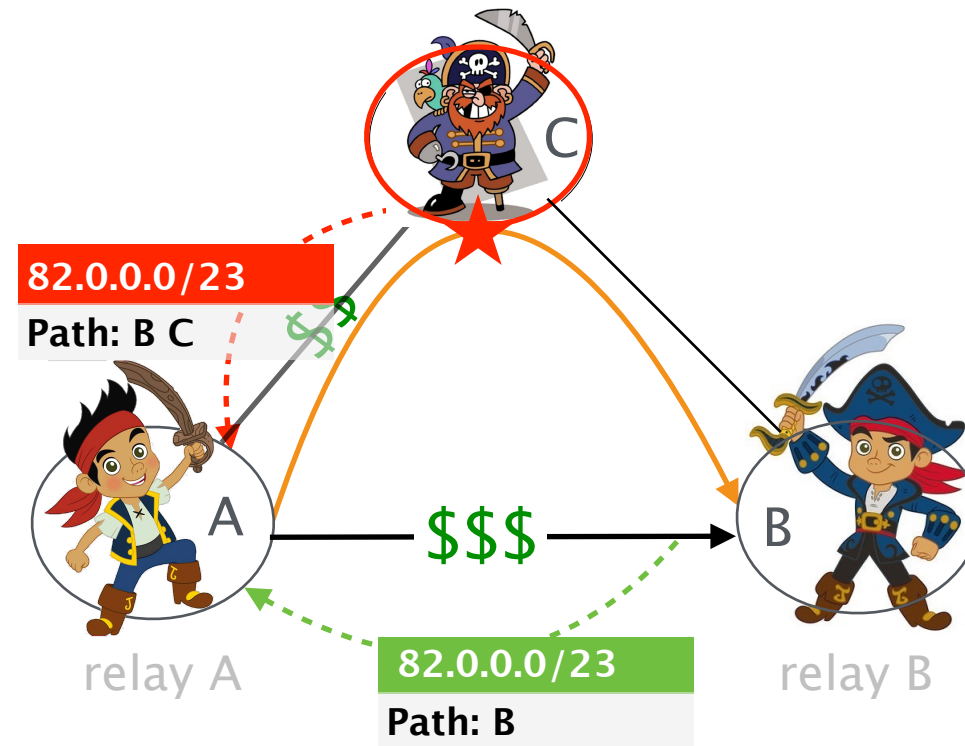 C
82.0.0.0/23
Path: B C
$$
A
$$$
B
relay A
82.0.0.0/23
Path: B
relay B